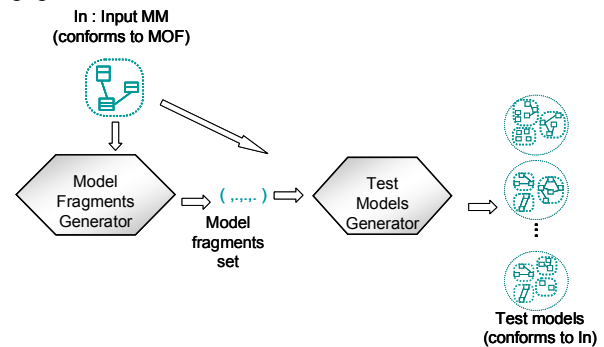 In : Input MM
(conforms to MOF)
Model
Fragments
Generator
( ,.,.,. )
Model
fragments
set
Test
Models
Generator
Test models
(conforms to In)